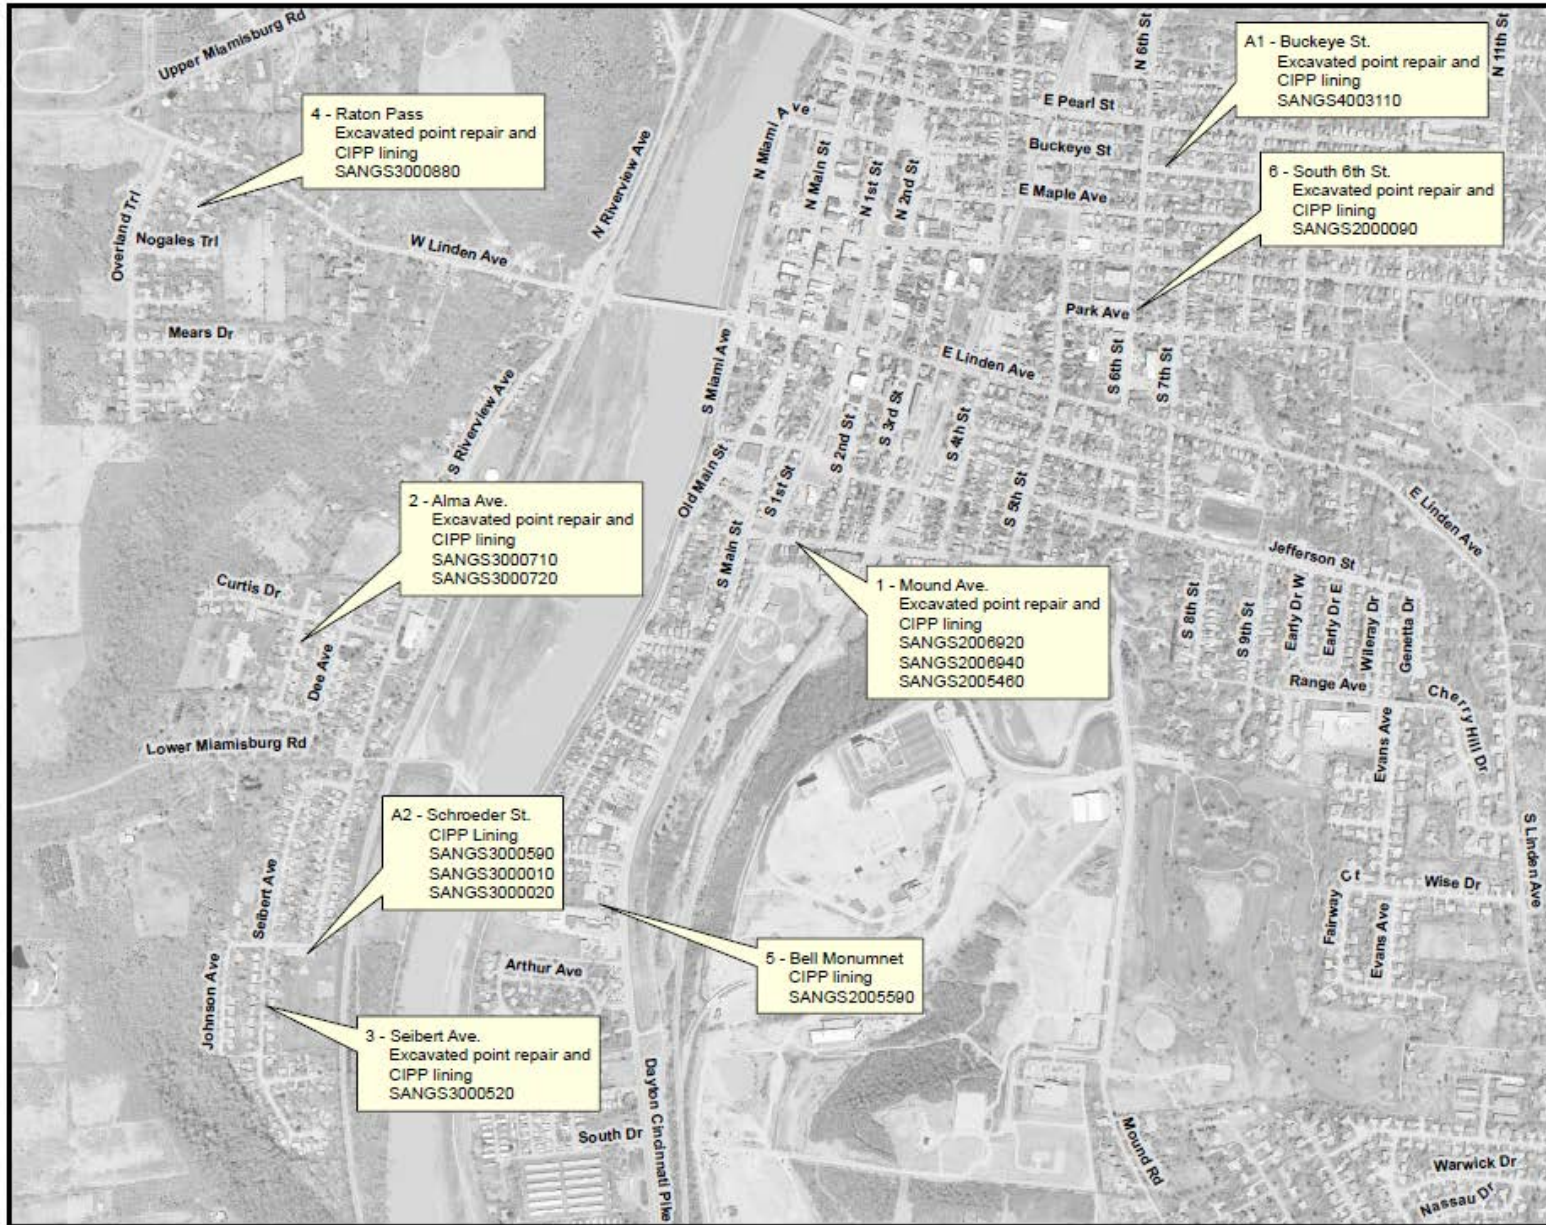 Upper Miamisburg Rd
N 6th St
N 11th St
A1 - Buckeye St.
Excavated point repair and
CIPP lining
SANGS4003110
4 - Raton Pass
Excavated point repair and
CIPP lining
SANGS3000880
E Pearl St
N Miami Ave
N Main St
N 1st St
N 2nd St
Buckeye St
E Maple Ave
6 - South 6th St.
Excavated point repair and
CIPP lining
SANGS2000090
N Riverview Ave
Overland Trl
Nogales Trl
W Linden Ave
Mears Dr
Park Ave
S Miami Ave
E Linden Ave
S 6th St
S 7th St
S Riverview Ave
S 2nd St
S 3rd St
S 4th St
S 5th St
Old Main St
S 1st St
S Main St
E Linden Ave
2 - Alma Ave.
Excavated point repair and
CIPP lining
SANGS3000710
SANGS3000720
Jefferson St
Curtis Dr
1 - Mound Ave.
Excavated point repair and
CIPP lining
SANGS2006920
SANGS2006940
SANGS2005460
S 8th St
S 9th St
Early Dr W
Early Dr E
Wileray Dr
Genetta Dr
Dee Ave
Range Ave
Cherry Hill Dr
Lower Miamisburg Rd
Evans Ave
A2 - Schroeder St.
CIPP Lining
SANGS3000590
SANGS3000010
SANGS3000020
S Linden Ave
Seibert Ave
Fairway Ct
Wise Dr
Evans Ave
5 - Bell Monumnet
CIPP lining
SANGS2005590
Arthur Ave
Johnson Ave
3 - Seibert Ave.
Excavated point repair and
CIPP lining
SANGS3000520
Dayton Cincinnati Pike
South Dr
Mound Rd
Warwick Dr
Nassau Dr